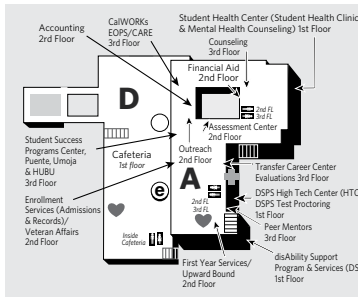 Accounting
2nd Floor
CalWORKs
EOPS/CARE
3rd Floor
Student Health Center (Student Health Clinic
& Mental Health Counseling) 1st Floor
Counseling
3rd Floor
Financial Aid
2nd Floor
2nd FL
3rd FL
D
Assessment Center
2nd Floor
Student Success
Programs Center,
Puente, Umoja
& HUBU
3rd Floor
Cafeteria
1st floor
Outreach
2nd Floor
Transfer Career Center
Evaluations 3rd Floor
A
e
Enrollment
Services (Admissions
& Records)/
Veteran Affairs
2nd Floor
2nd FL
3rd FL
DSPS High Tech Center (HTC
DSPS Test Proctoring
1st Floor
Peer Mentors
3rd Floor
Inside
Cafeteria
First Year Services/
Upward Bound
2nd Floor
disAbility Support
Program & Services (DS
1st Floor